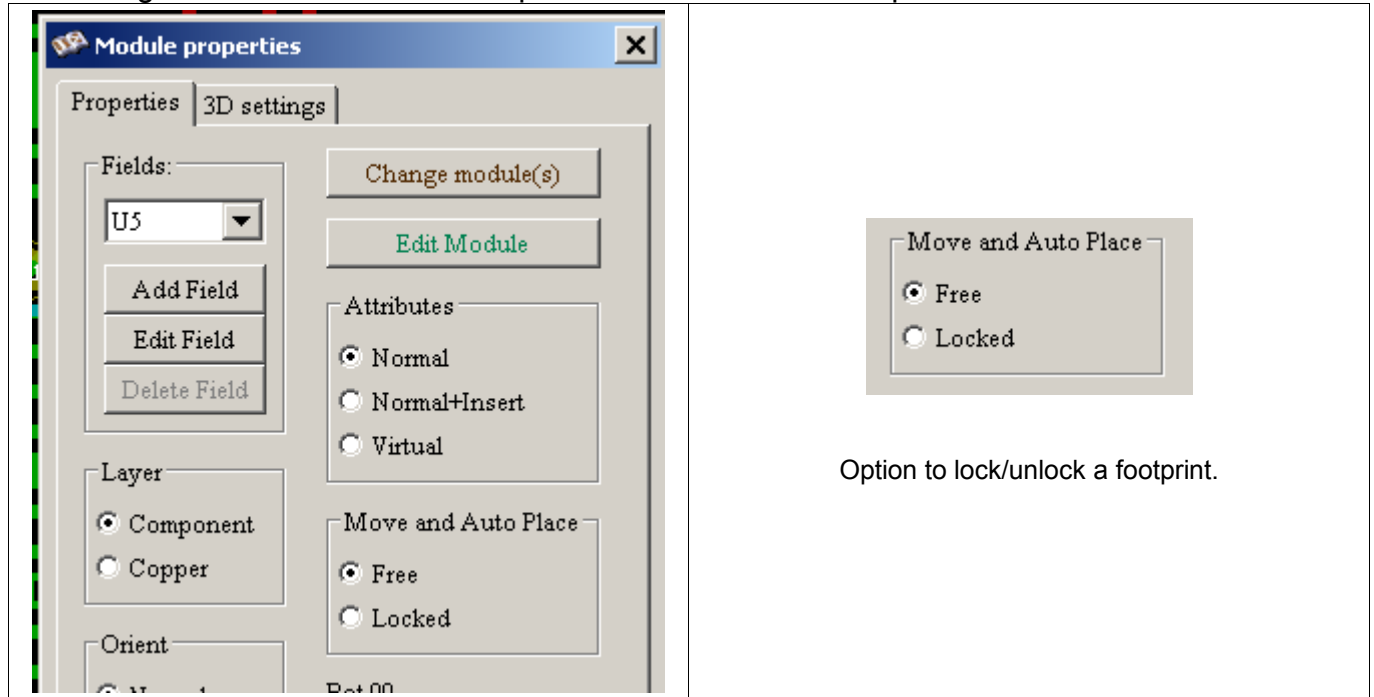 Module properties
Properties 3D settings
Fields:
U5
Add Field
Edit Field
Delete Field
Layer
Component
Copper
Orient
Change module(s)
Edit Module
Attributes
Normal
Normal+Insert
Virtual
Move and Auto Place
Free
Locked
Move and Auto Place
Free
Locked
Option to lock/unlock a footprint.